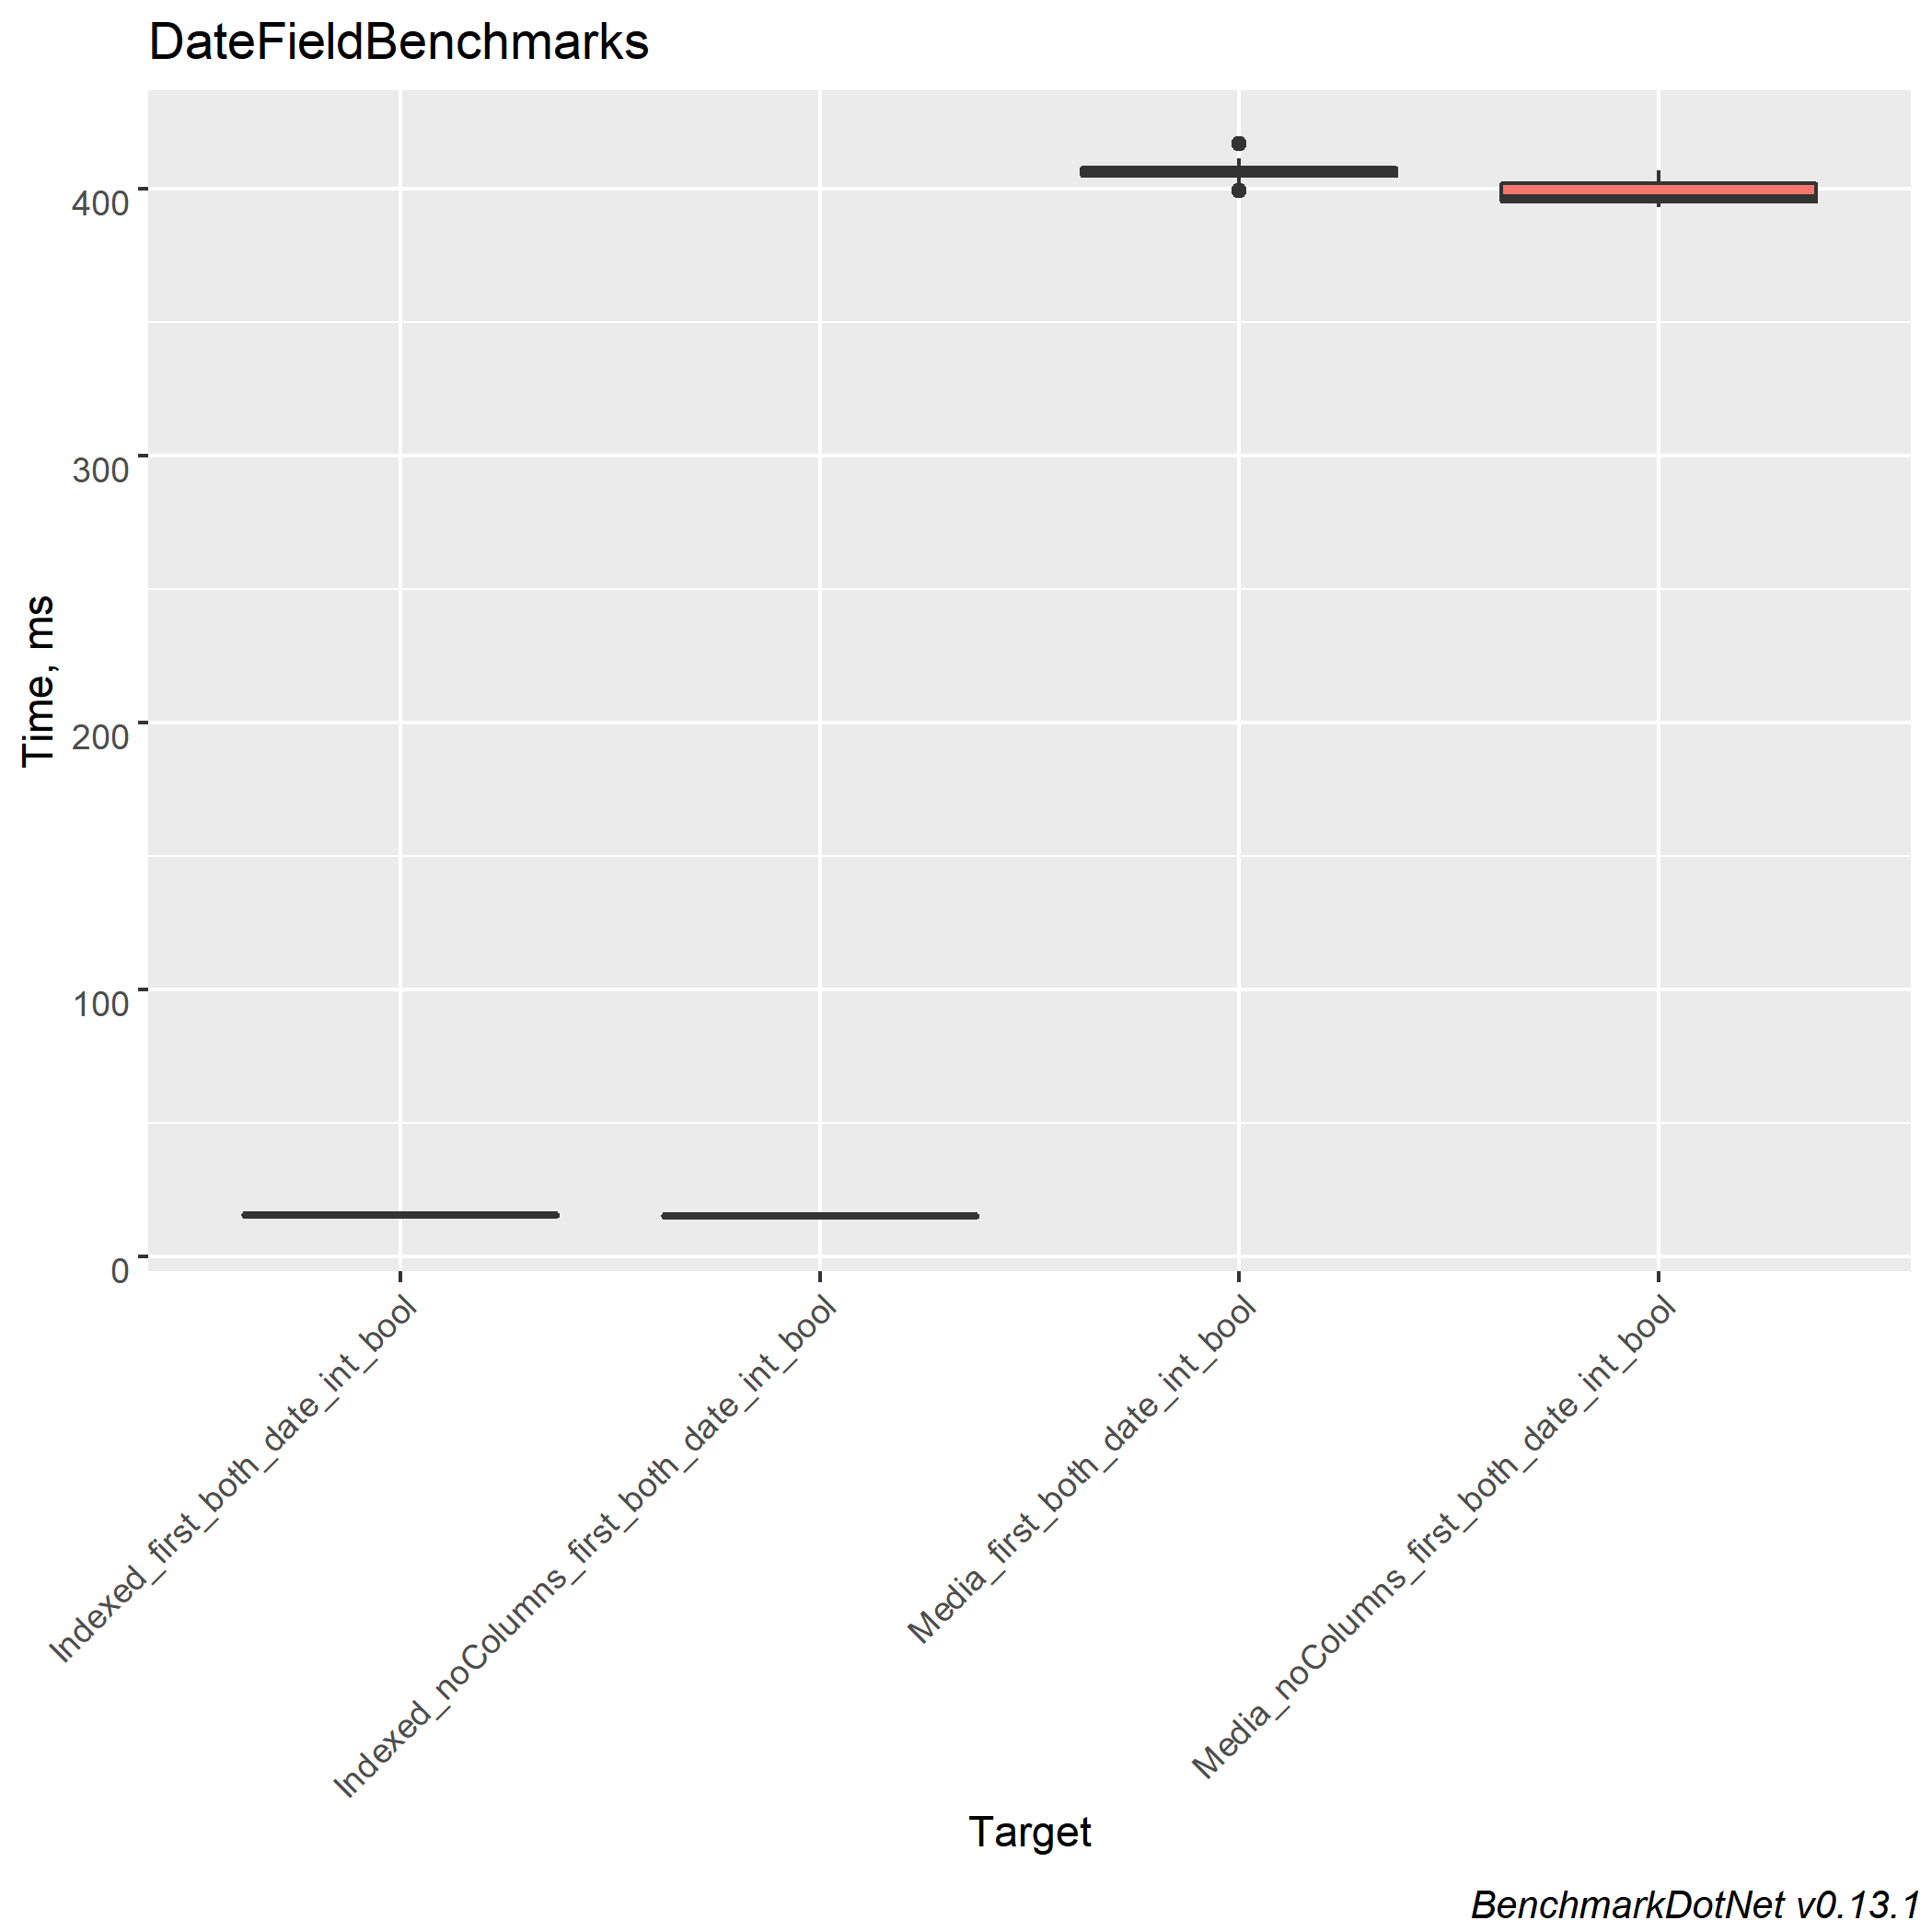 DateFieldBenchmarks
Time, ms
400
300
200
100
0
Indexed_first_both_date_int_bool
Indexed_noColumns_first_both_date_int_bool
Media_first_both_date_int_bool
Media_noColumns_first_both_date_int_bool
Target
BenchmarkDotNet v0.13.1